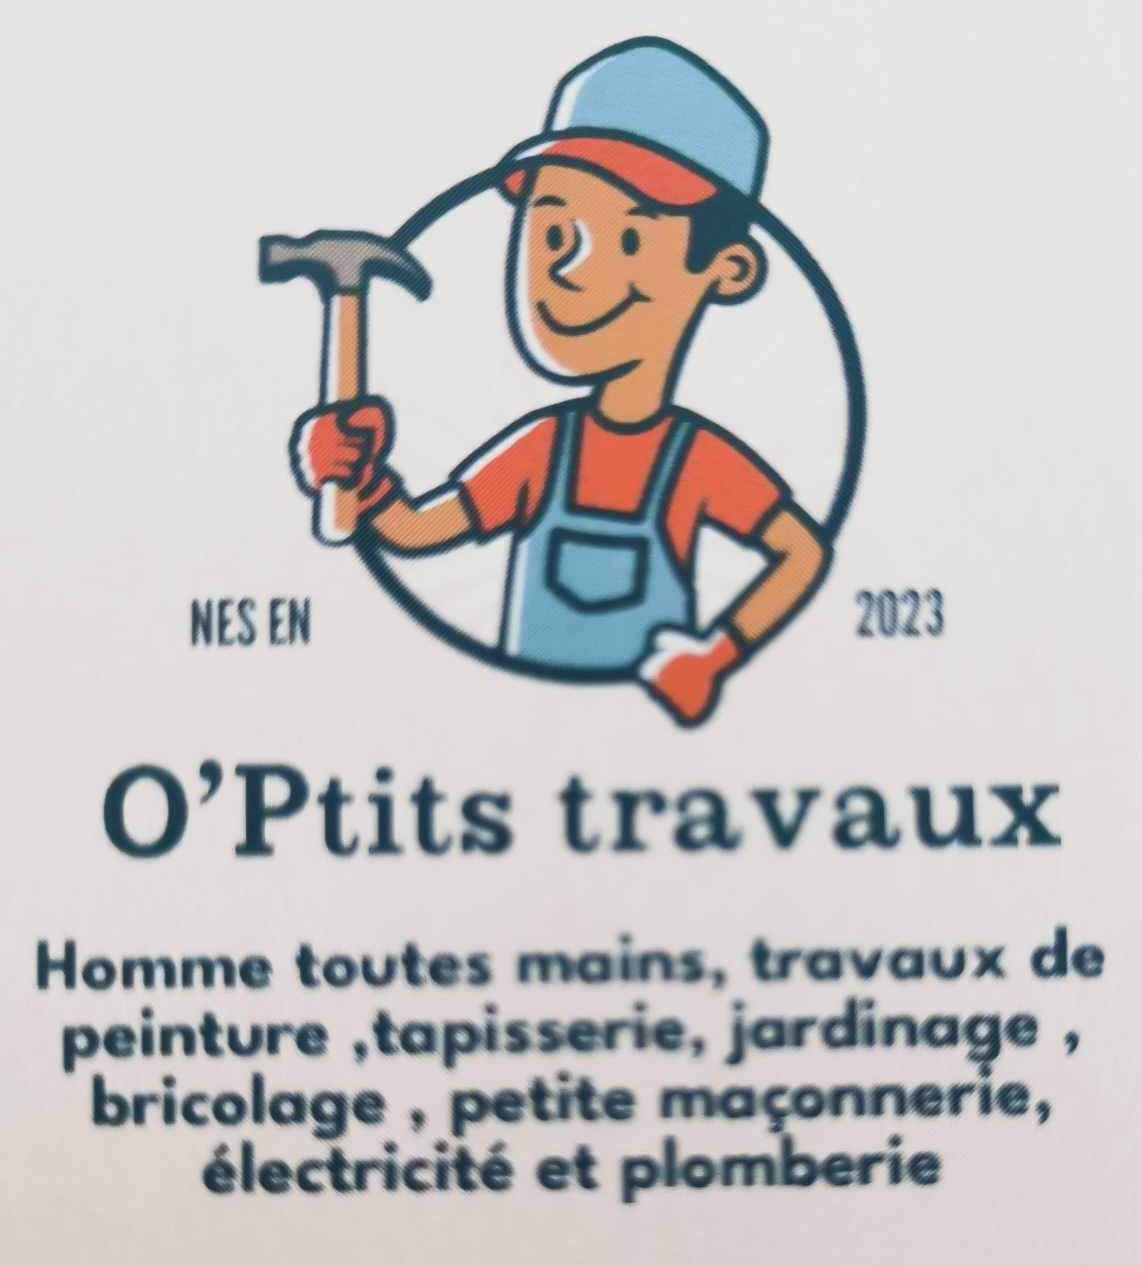 NES EN 2023
O'Ptits travaux
Homme toutes mains, travaux de
peinture ,tapisserie, jardinage ,
bricolage , petite maçonnerie,
électricité et plomberie